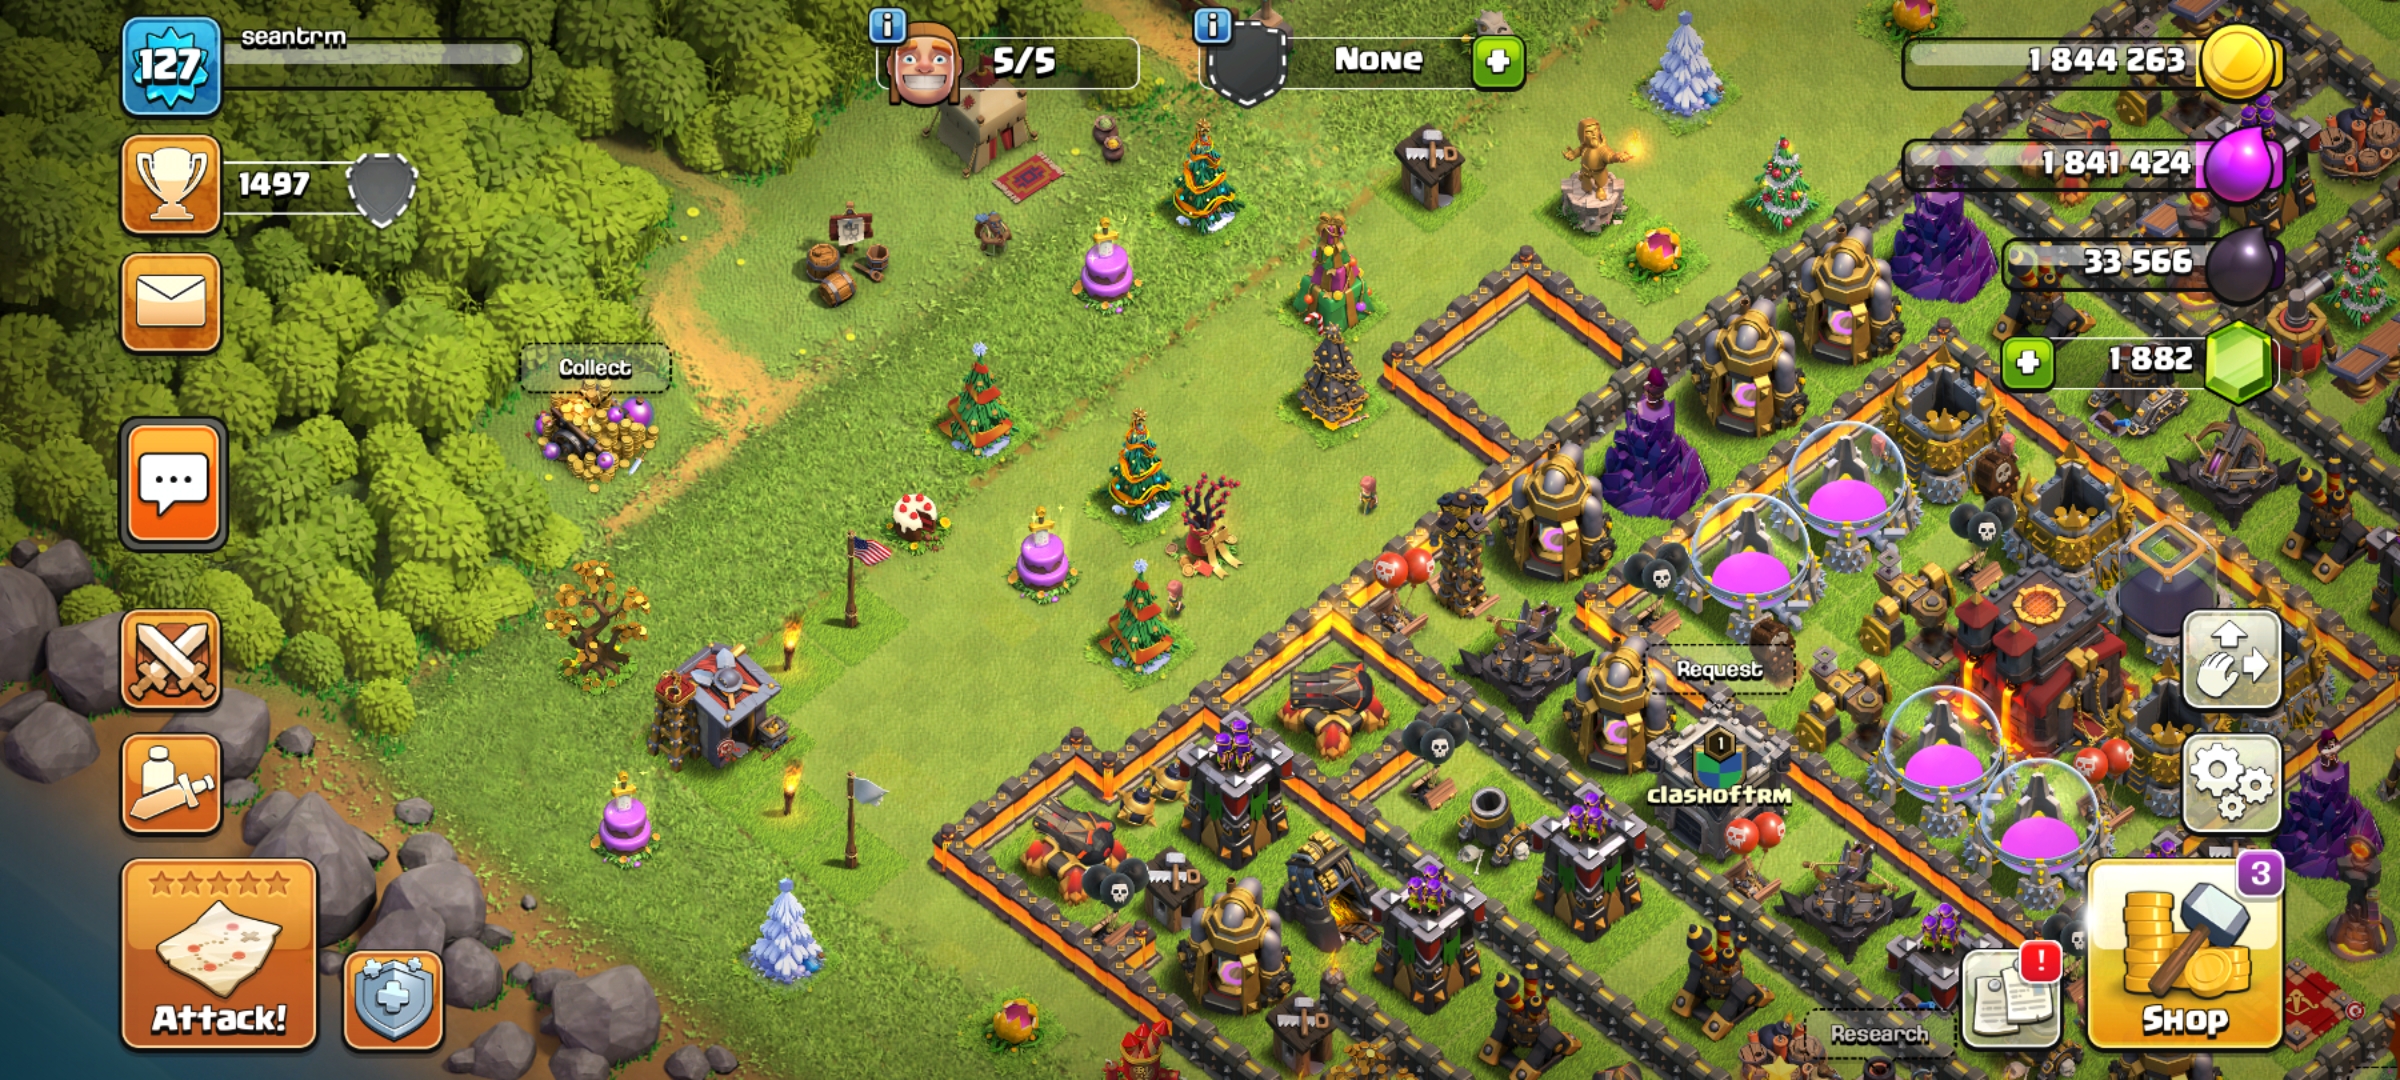 127
seantrm
5/5
None
1 844 263
1497
1 841 424
33 566
1 882
Collect
Request
1
clashoftRM
3
Attack!
Research
!
Shop